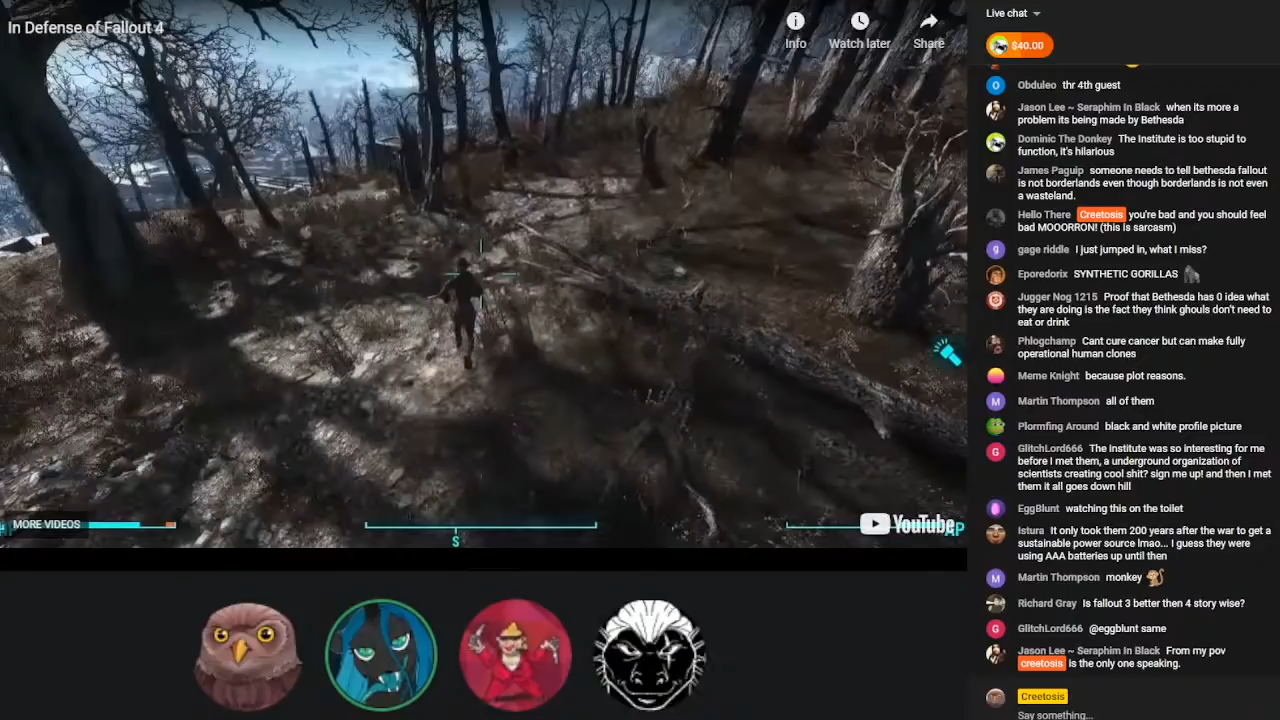 In Defense of Fallout 4
Info
Watch later
Share
MORE VIDEOS
S
YouTube
AP
Live chat
$40.00
Obduleo thr 4th guest
Jason Lee ~ Seraphim In Black when its more a
problem its being made by Bethesda
Dominic The Donkey The Institute is too stupid to
function, it's hilarious
James Paguip someone needs to tell bethesda fallout
is not borderlands even though borderlands is not even
a wasteland.
Hello There Creetosis you're bad and you should feel
bad MOOORRON! (this is sarcasm)
g gage riddle I just jumped in, what I miss?
Eporedorix SYNTHETIC GORILLAS
Jugger Nog 1215 Proof that Bethesda has 0 idea what
they are doing is the fact they think ghouls don't need to
eat or drink
Phlogchamp Cant cure cancer but can make fully
operational human clones
Meme Knight because plot reasons.
M Martin Thompson all of them
Plormfing Around black and white profile picture
G GlitchLord666 The Institute was so interesting for me
before I met them, a underground organization of
scientists creating cool shit? sign me up! and then I met
them it all goes down hill
EggBlunt watching this on the toilet
Istura It only took them 200 years after the war to get a
sustainable power source lmao... I guess they were
using AAA batteries up until then
M Martin Thompson monkey
Richard Gray Is fallout 3 better then 4 story wise?
G GlitchLord666 @eggblunt same
Jason Lee ~ Seraphim In Black From my pov
creetosis is the only one speaking.
Creetosis
Say something...